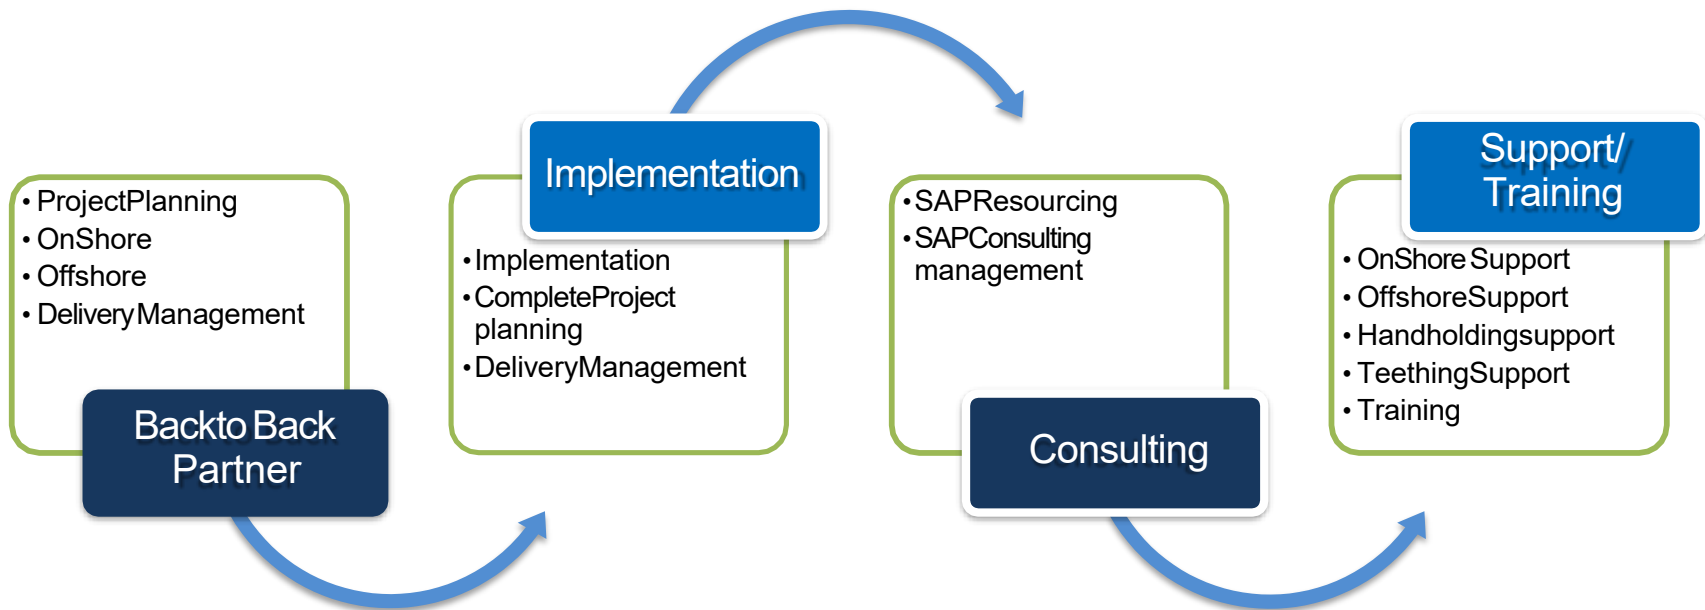 • ProjectPlanning
• OnShore
• Offshore
• DeliveryManagement
Backto Back
Partner
Implementation
• Implementation
• CompleteProject
planning
• DeliveryManagement
• SAPResourcing
• SAPConsulting
management
Consulting
Support/
Training
• OnShore Support
• OffshoreSupport
• Handholdingsupport
• TeethingSupport
• Training